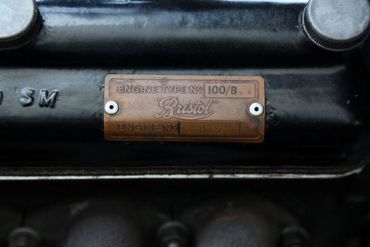 ENGINE TYPE No 100/B
SM
Bristol
ENGINE No